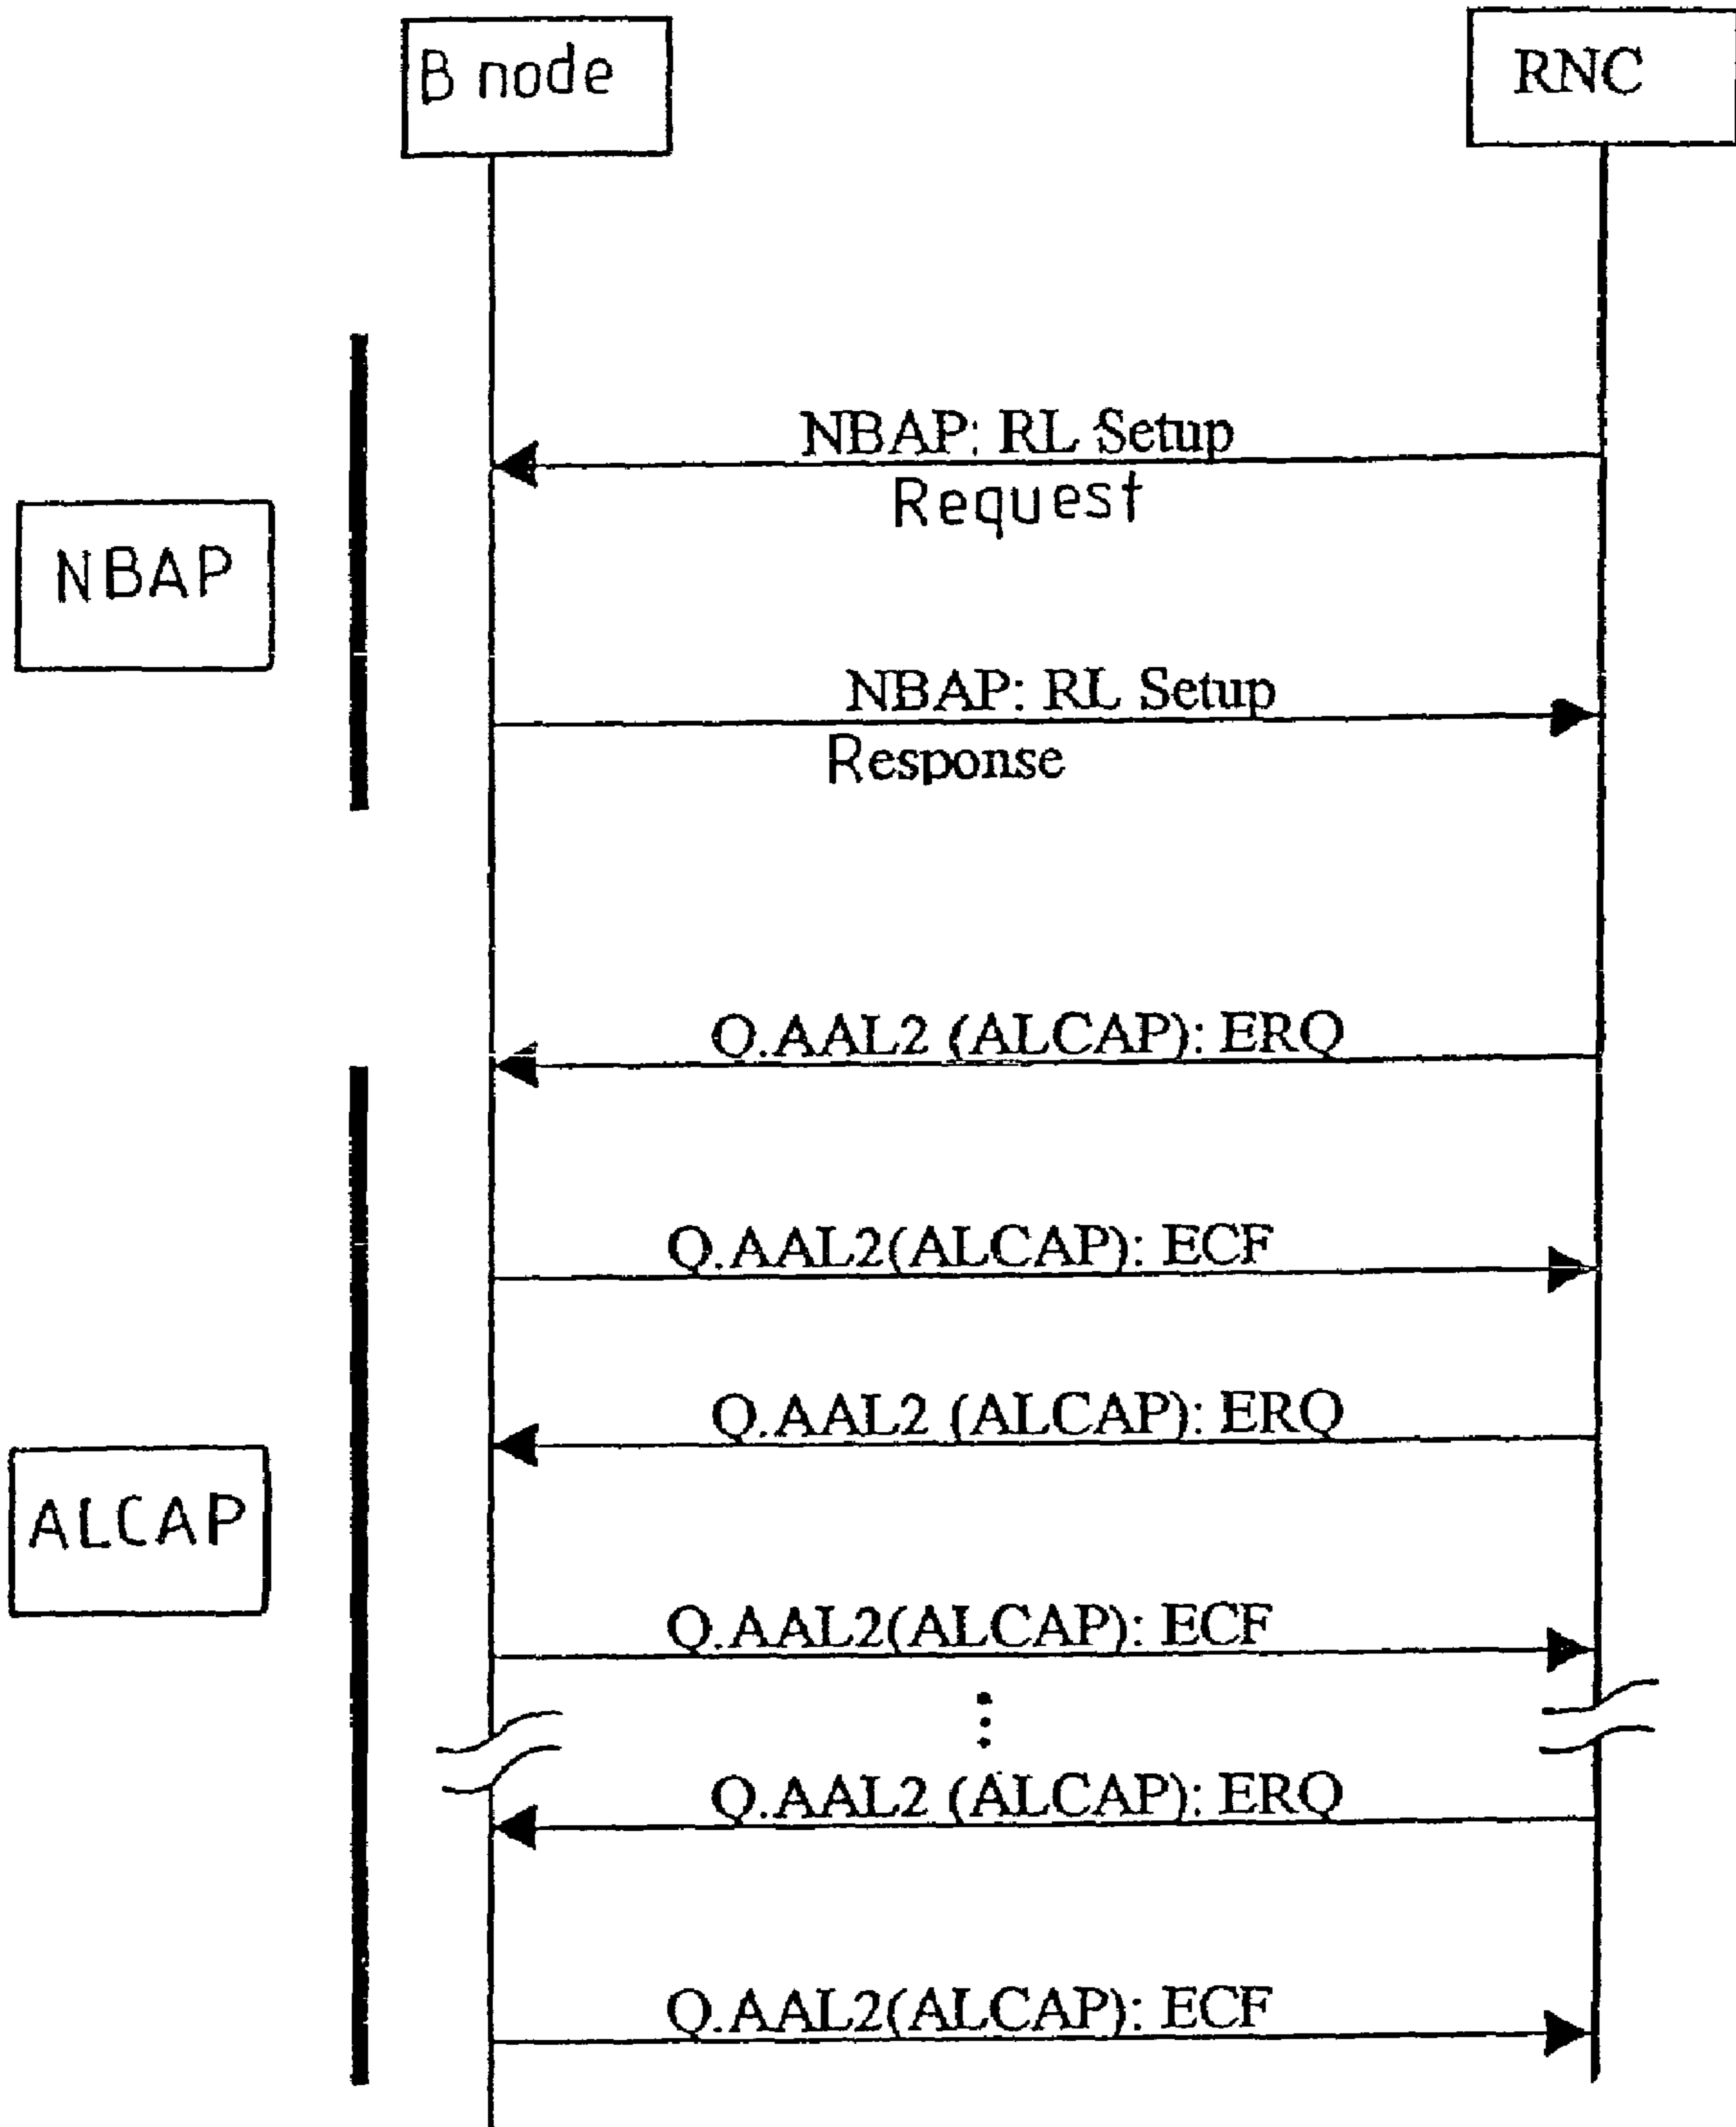 B node
RNC
NBAP: RL Setup
Request
NBAP
NBAP: RL Setup
Response
Q.AAL2 (ALCAP): ERQ
Q.AAL2(ALCAP): ECF
Q.AAL2 (ALCAP): ERQ
ALCAP
Q.AAL2(ALCAP): ECF
Q.AAL2 (ALCAP): ERQ
Q.AAL2(ALCAP): ECF